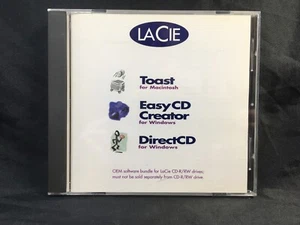 LACIE
Toast
for Macintosh
Easy CD
Creator
for Windows
DirectCD
for Windows
OEM software bundle for LaCie CD-R/RW drives;
must not be sold separately from CD-R/RW drive